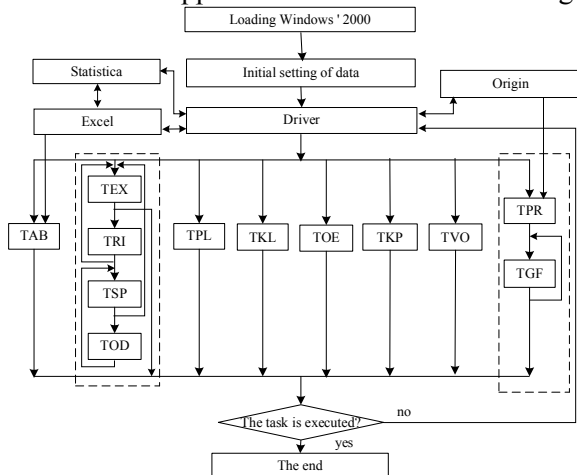 Loading Windows ' 2000
Statistica
Initial setting of data
Origin
Excel
Driver
TEX
TAB
TRI
TPL
TKL
TOE
TKP
TVO
TPR
TSP
TGF
TOD
The task is executed?
no
yes
The end